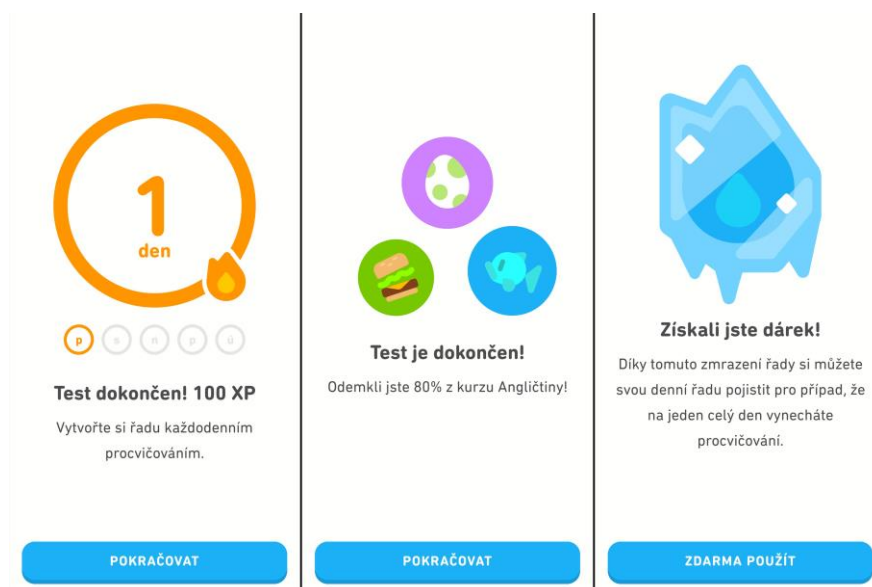 1
den
p s n p ú
Test dokončen! 100 XP
Vytvořte si řadu každodenním
procvičováním.
POKRAČOVAT
Test je dokončen!
Odemkli jste 80% z kurzu Angličtiny!
POKRAČOVAT
Získali jste dárek!
Díky tomuto zmrazení řady si můžete
svou denní řadu pojistit pro případ, že
na jeden celý den vynecháte
procvičování.
ZDARMA POUŽÍT